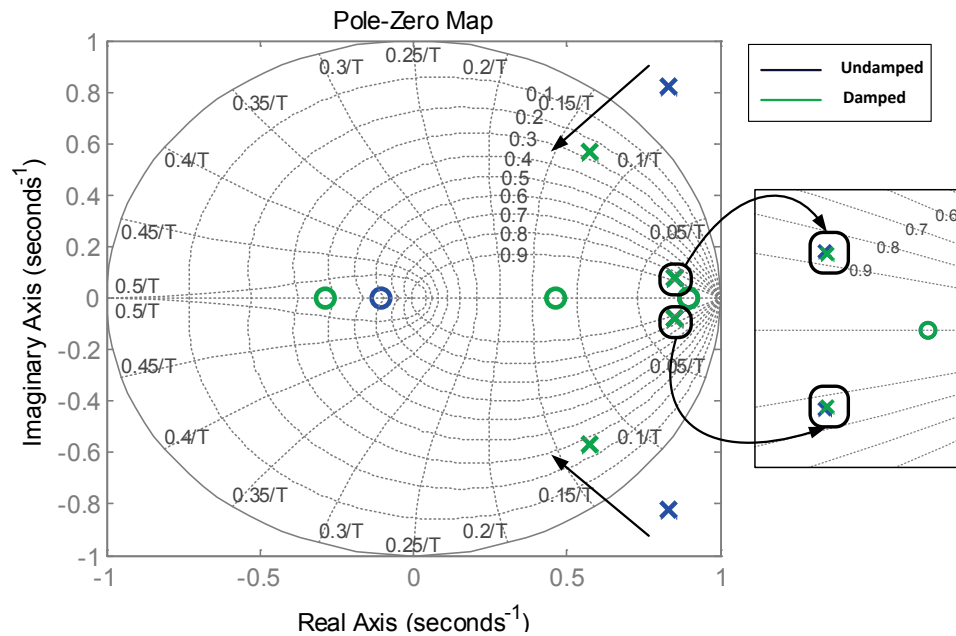 Pole-Zero Map
Imaginary Axis (seconds-1)
1
0.8
0.6
0.4
0.2
0
-0.2
-0.4
-0.6
-0.8
-1
-1
-0.5
0
0.5
1
Real Axis (seconds-1)
0.25/T
0.3/T
0.2/T
0.35/T
0.1
0.15/T
0.2
0.3
0.4/T
0.4
0.1/T
0.5
0.6
0.7
0.45/T
0.8
0.05/T
0.9
0.5/T
0.5/T
0.45/T
0.05/T
0.4/T
0.1/T
0.35/T
0.15/T
0.3/T
0.2/T
0.25/T
Undamped
Damped
0.6
0.7
0.8
0.9